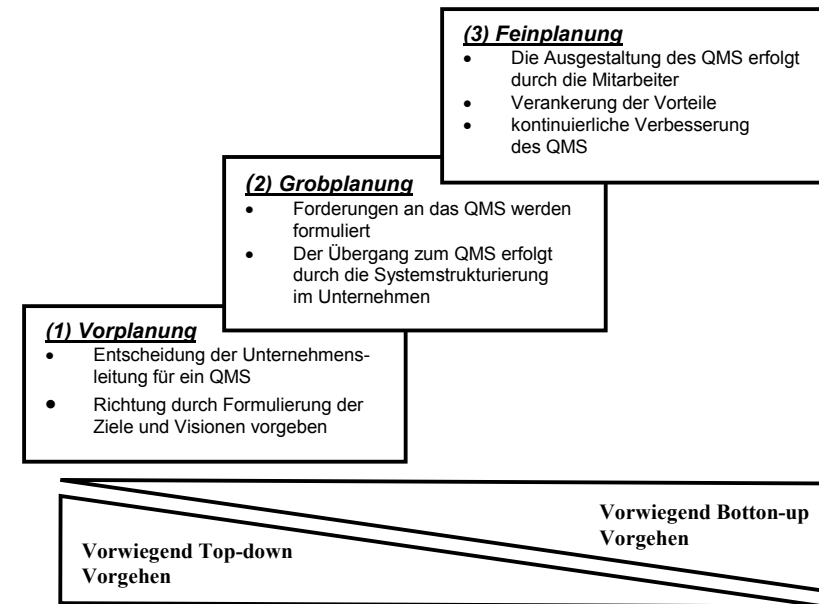 (3) Feinplanung
• Die Ausgestaltung des QMS erfolgt
durch die Mitarbeiter
• Verankerung der Vorteile
• kontinuierliche Verbesserung
des QMS
(2) Grobplanung
• Forderungen an das QMS werden
formuliert
• Der Übergang zum QMS erfolgt
durch die Systemstrukturierung
im Unternehmen
(1) Vorplanung
• Entscheidung der Unternehmens-
leitung für ein QMS
• Richtung durch Formulierung der
Ziele und Visionen vorgeben
Vorwiegend Botton-up
Vorgehen
Vorwiegend Top-down
Vorgehen